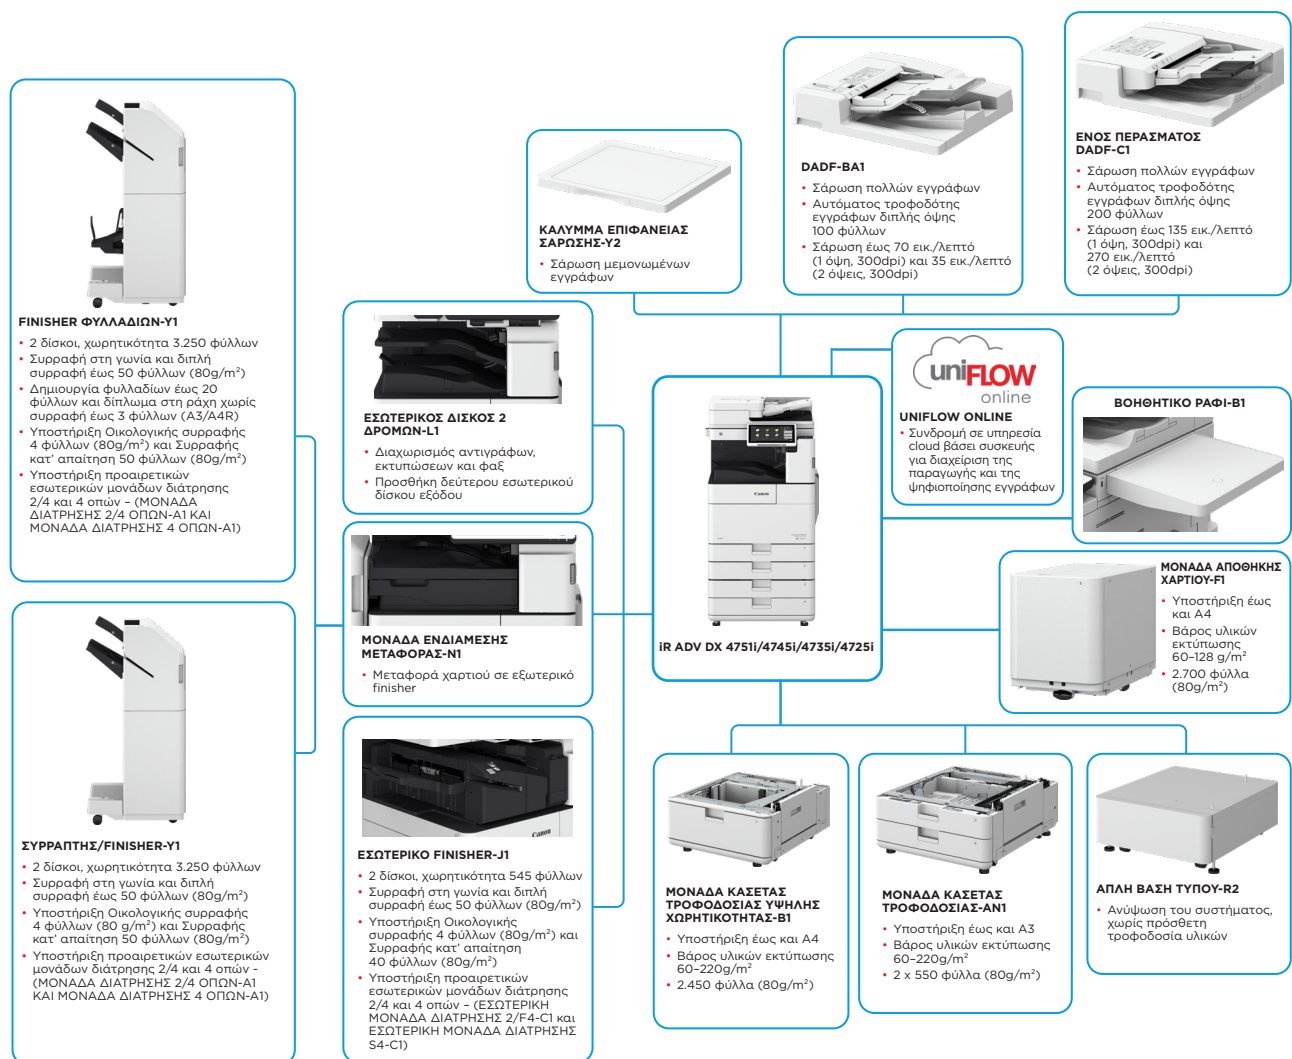 FINISHER ΦΥΛΛΑΔΙΩΝ-Y1
• 2 δίσκοι, χωρητικότητα 3.250 φύλλων
• Συρραφή στη γωνία και διπλή
συρραφή έως 50 φύλλων (80g/m²)
• Δημιουργία φυλλαδίων έως 20
φύλλων και δίπλωμα στη ράχη χωρίς
συρραφή έως 3 φύλλων (A3/A4R)
• Υποστήριξη Οικολογικής συρραφής
4 φύλλων (80g/m²) και Συρραφής
κατ’ απαίτηση 50 φύλλων (80g/m²)
• Υποστήριξη προαιρετικών
εσωτερικών μονάδων διάτρησης
2/4 και 4 οπών – (ΜΟΝΑΔΑ
ΔΙΑΤΡΗΣΗΣ 2/4 ΟΠΩΝ-A1 ΚΑΙ
ΜΟΝΑΔΑ ΔΙΑΤΡΗΣΗΣ 4 ΟΠΩΝ-A1)
ΣΥΡΡΑΠΤΗΣ/FINISHER-Y1
• 2 δίσκοι, χωρητικότητα 3.250 φύλλων
• Συρραφή στη γωνία και διπλή
συρραφή έως 50 φύλλων (80g/m²)
• Υποστήριξη Οικολογικής συρραφής
4 φύλλων (80 g/m²) και Συρραφής
κατ’ απαίτηση 50 φύλλων (80g/m²)
• Υποστήριξη προαιρετικών εσωτερικών
μονάδων διάτρησης 2/4 και 4 οπών -
(ΜΟΝΑΔΑ ΔΙΑΤΡΗΣΗΣ 2/4 ΟΠΩΝ-A1
ΚΑΙ ΜΟΝΑΔΑ ΔΙΑΤΡΗΣΗΣ 4 ΟΠΩΝ-A1)
ΕΣΩΤΕΡΙΚΟΣ ΔΙΣΚΟΣ 2
ΔΡΟΜΩΝ-L1
• Διαχωρισμός αντιγράφων,
εκτυπώσεων και φαξ
• Προσθήκη δεύτερου εσωτερικού
δίσκου εξόδου
ΜΟΝΑΔΑ ΕΝΔΙΑΜΕΣΗΣ
ΜΕΤΑΦΟΡΑΣ-N1
• Μεταφορά χαρτιού σε εξωτερικό
finisher
Canon
ΕΣΩΤΕΡΙΚΟ FINISHER-J1
• 2 δίσκοι, χωρητικότητα 545 φύλλων
• Συρραφή στη γωνία και διπλή
συρραφή έως 50 φύλλων (80g/m²)
• Υποστήριξη Οικολογικής
συρραφής 4 φύλλων (80g/m²) και
Συρραφής κατ’ απαίτηση
40 φύλλων (80g/m²)
• Υποστήριξη προαιρετικών
εσωτερικών μονάδων διάτρησης
2/4 και 4 οπών – (ΕΣΩΤΕΡΙΚΗ
ΜΟΝΑΔΑ ΔΙΑΤΡΗΣΗΣ 2/F4-C1 και
ΕΣΩΤΕΡΙΚΗ ΜΟΝΑΔΑ ΔΙΑΤΡΗΣΗΣ
S4-C1)
ΚΑΛΥΜΜΑ ΕΠΙΦΑΝΕΙΑΣ
ΣΑΡΩΣΗΣ-Y2
• Σάρωση μεμονωμένων
εγγράφων
DADF-BA1
• Σάρωση πολλών εγγράφων
• Αυτόματος τροφοδότης
εγγράφων διπλής όψης
100 φύλλων
• Σάρωση έως 70 εικ./λεπτό
(1 όψη, 300dpi) και 35 εικ./λεπτό
(2 όψεις, 300dpi)
ΕΝΟΣ ΠΕΡΑΣΜΑΤΟΣ
DADF-C1
• Σάρωση πολλών εγγράφων
• Αυτόματος τροφοδότης
εγγράφων διπλής όψης
200 φύλλων
• Σάρωση έως 135 εικ./λεπτό
(1 όψη, 300dpi) και
270 εικ./λεπτό
(2 όψεις, 300dpi)
Canon
iR ADV DX 4751i/4745i/4735i/4725i
uniFLOW
online
UNIFLOW ONLINE
• Συνδρομή σε υπηρεσία
cloud βάσει συσκευής
για διαχείριση της
παραγωγής και της
ψηφιοποίησης εγγράφων
ΒΟΗΘΗΤΙΚΟ ΡΑΦΙ-B1
ΜΟΝΑΔΑ ΑΠΟΘΗΚΗΣ
ΧΑΡΤΙΟΥ-F1
• Υποστήριξη έως
και A4
• Βάρος υλικών
εκτύπωσης
60–128 g/m²
• 2.700 φύλλα
(80g/m²)
ΜΟΝΑΔΑ ΚΑΣΕΤΑΣ
ΤΡΟΦΟΔΟΣΙΑΣ ΥΨΗΛΗΣ
ΧΩΡΗΤΙΚΟΤΗΤΑΣ-B1
• Υποστήριξη έως και A4
• Βάρος υλικών εκτύπωσης
60–220g/m²
• 2.450 φύλλα (80g/m²)
ΜΟΝΑΔΑ ΚΑΣΕΤΑΣ
ΤΡΟΦΟΔΟΣΙΑΣ-AN1
• Υποστήριξη έως και A3
• Βάρος υλικών εκτύπωσης
60–220g/m²
• 2 x 550 φύλλα (80g/m²)
ΑΠΛΗ ΒΑΣΗ ΤΥΠΟΥ-R2
• Ανύψωση του συστήματος,
χωρίς πρόσθετη
τροφοδοσία υλικών